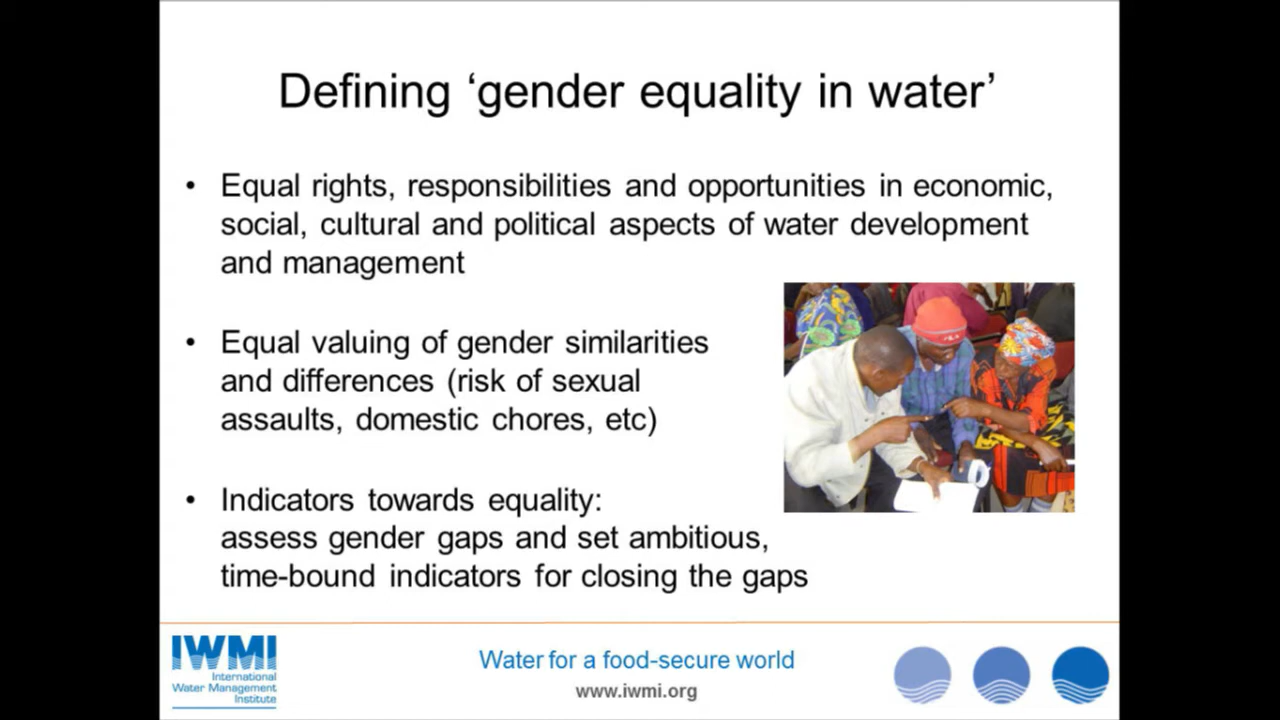 Defining ‘gender equality in water’
• Equal rights, responsibilities and opportunities in economic,
social, cultural and political aspects of water development
and management
• Equal valuing of gender similarities
and differences (risk of sexual
assaults, domestic chores, etc)
• Indicators towards equality:
assess gender gaps and set ambitious,
time-bound indicators for closing the gaps
IWMI
International
Water Management
Institute
Water for a food-secure world
www.iwmi.org